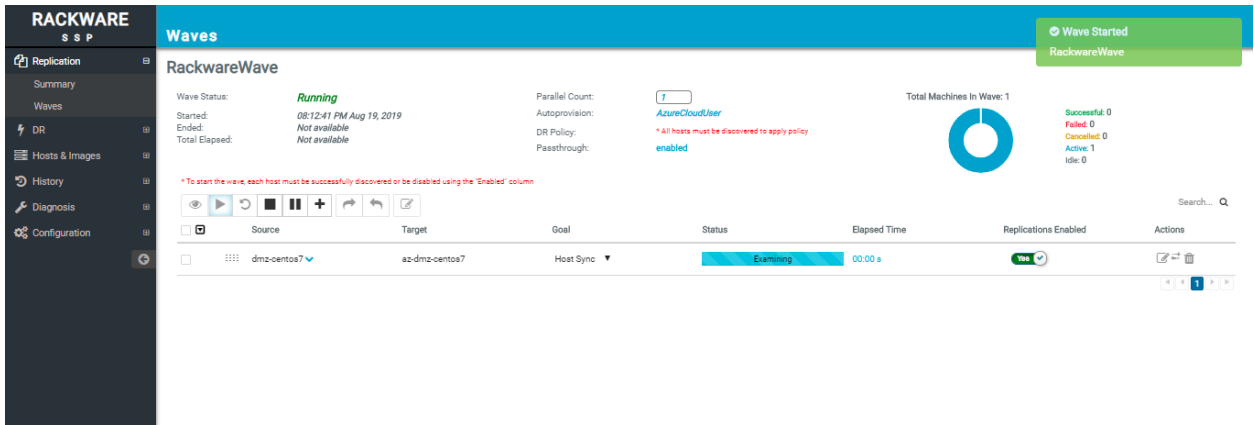 RACKWARE
SSP
Replication
Summary
Waves
DR
Hosts & Images
History
Diagnosis
Configuration
Waves
Wave Started
RackwareWave
RackwareWave
Wave Status: Running
Started: 08:12:41 PM Aug 19, 2019
Ended: Not available
Total Elapsed: Not available
Parallel Count: 1
Autoprovision: AzureCloudUser
DR Policy: * All hosts must be discovered to apply policy
Passthrough: enabled
Total Machines In Wave: 1
Successful: 0
Failed: 0
Cancelled: 0
Active: 1
Idle: 0
* To start the wave, each host must be successfully discovered or be disabled using the "Enabled" column
Search...
Source Target Goal Status Elapsed Time Replications Enabled Actions
dmz-centos7 az-dmz-centos7 Host Sync Examining 00:00 s Yes
1